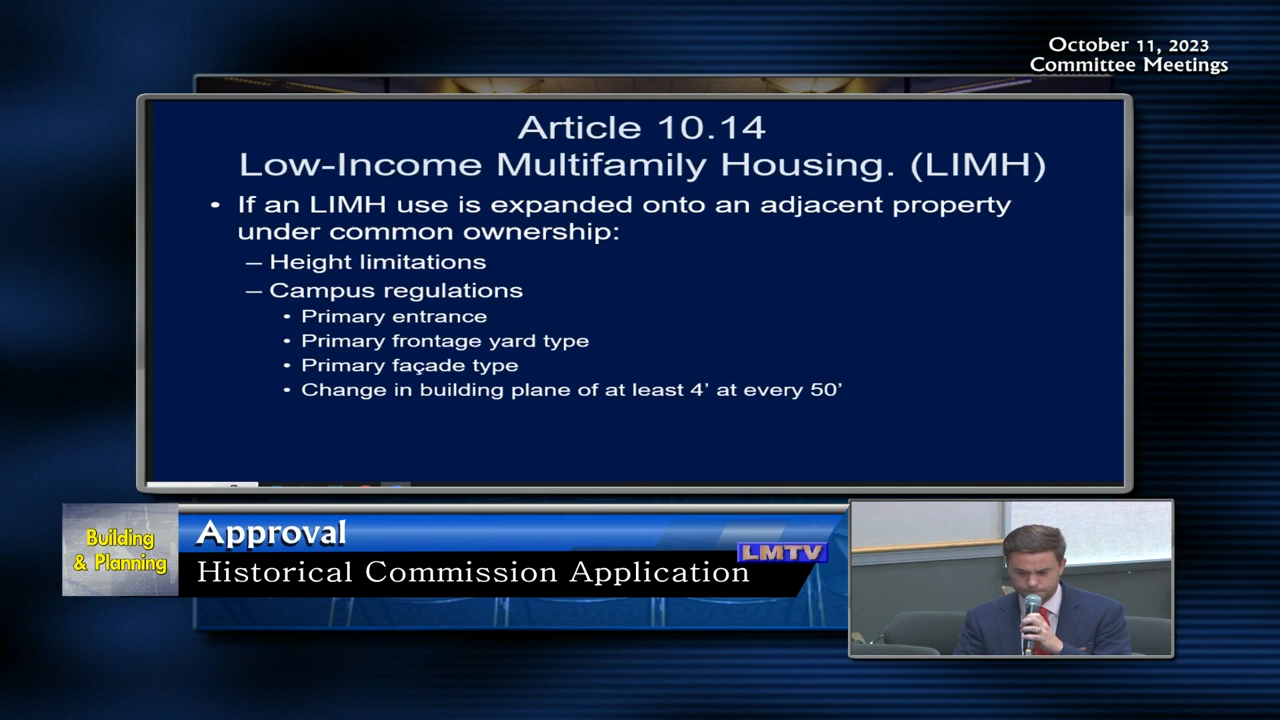 October 11, 2023
Committee Meetings
Article 10.14
Low-Income Multifamily Housing. (LIMH)
• If an LIMH use is expanded onto an adjacent property
under common ownership:
– Height limitations
– Campus regulations
• Primary entrance
• Primary frontage yard type
• Primary façade type
• Change in building plane of at least 4’ at every 50’
Building
& Planning
Approval
LMTV
Historical Commission Application